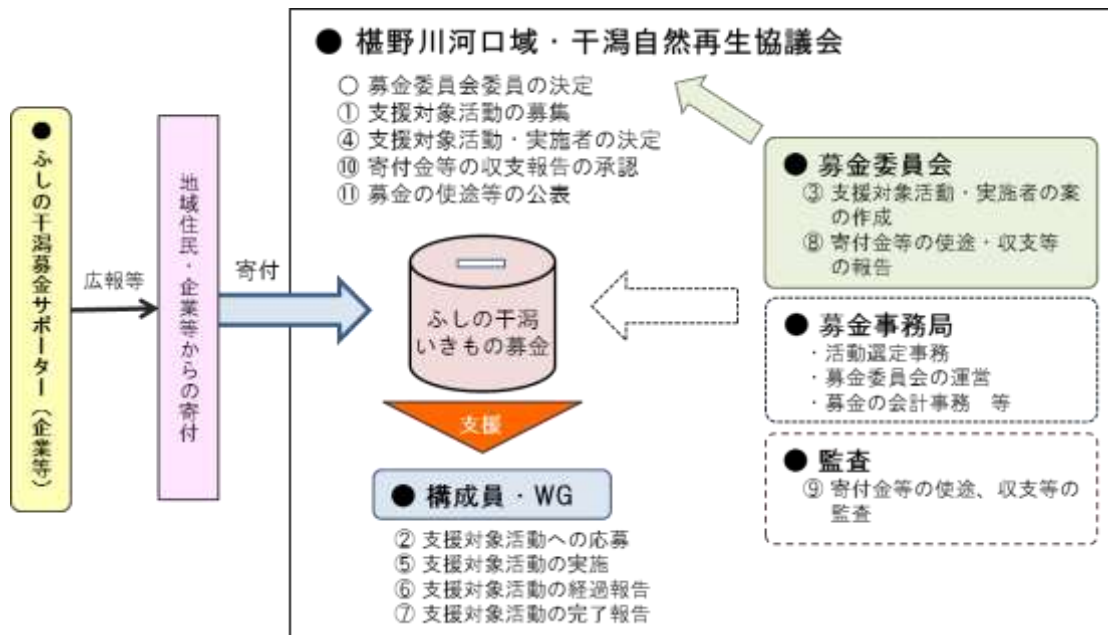 ● 椹野川河口域・干潟自然再生協議会
○ 募金委員会委員の決定
① 支援対象活動の募集
④ 支援対象活動・実施者の決定
⑩ 寄付金等の収支報告の承認
⑪ 募金の使途等の公表
● ふしの干潟募金サポーター（企業等）
広報等
地域住民・企業等からの寄付
寄付
ふしの干潟
いきもの募金
支援
● 構成員・WG
② 支援対象活動への応募
⑤ 支援対象活動の実施
⑥ 支援対象活動の経過報告
⑦ 支援対象活動の完了報告
● 募金委員会
③ 支援対象活動・実施者の案
の作成
⑧ 寄付金等の使途・収支等
の報告
● 募金事務局
・活動選定事務
・募金委員会の運営
・募金の会計事務 等
● 監査
⑨ 寄付金等の使途、収支等の
監査